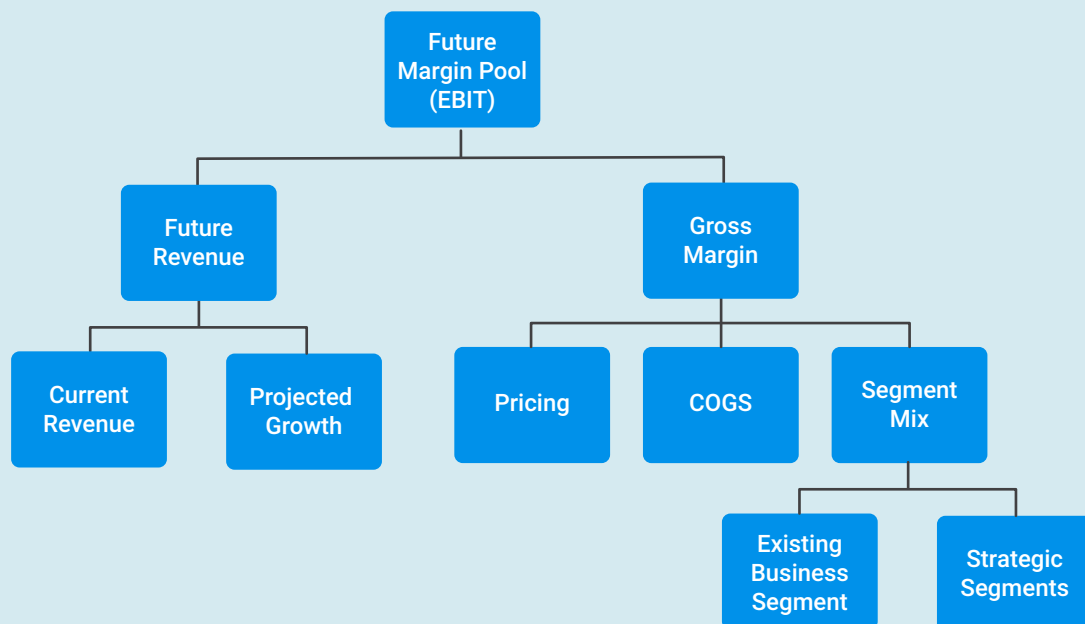 Future
Margin Pool
(EBIT)
Future
Revenue
Gross
Margin
Current
Revenue
Projected
Growth
Pricing
COGS
Segment
Mix
Existing
Business
Segment
Strategic
Segments